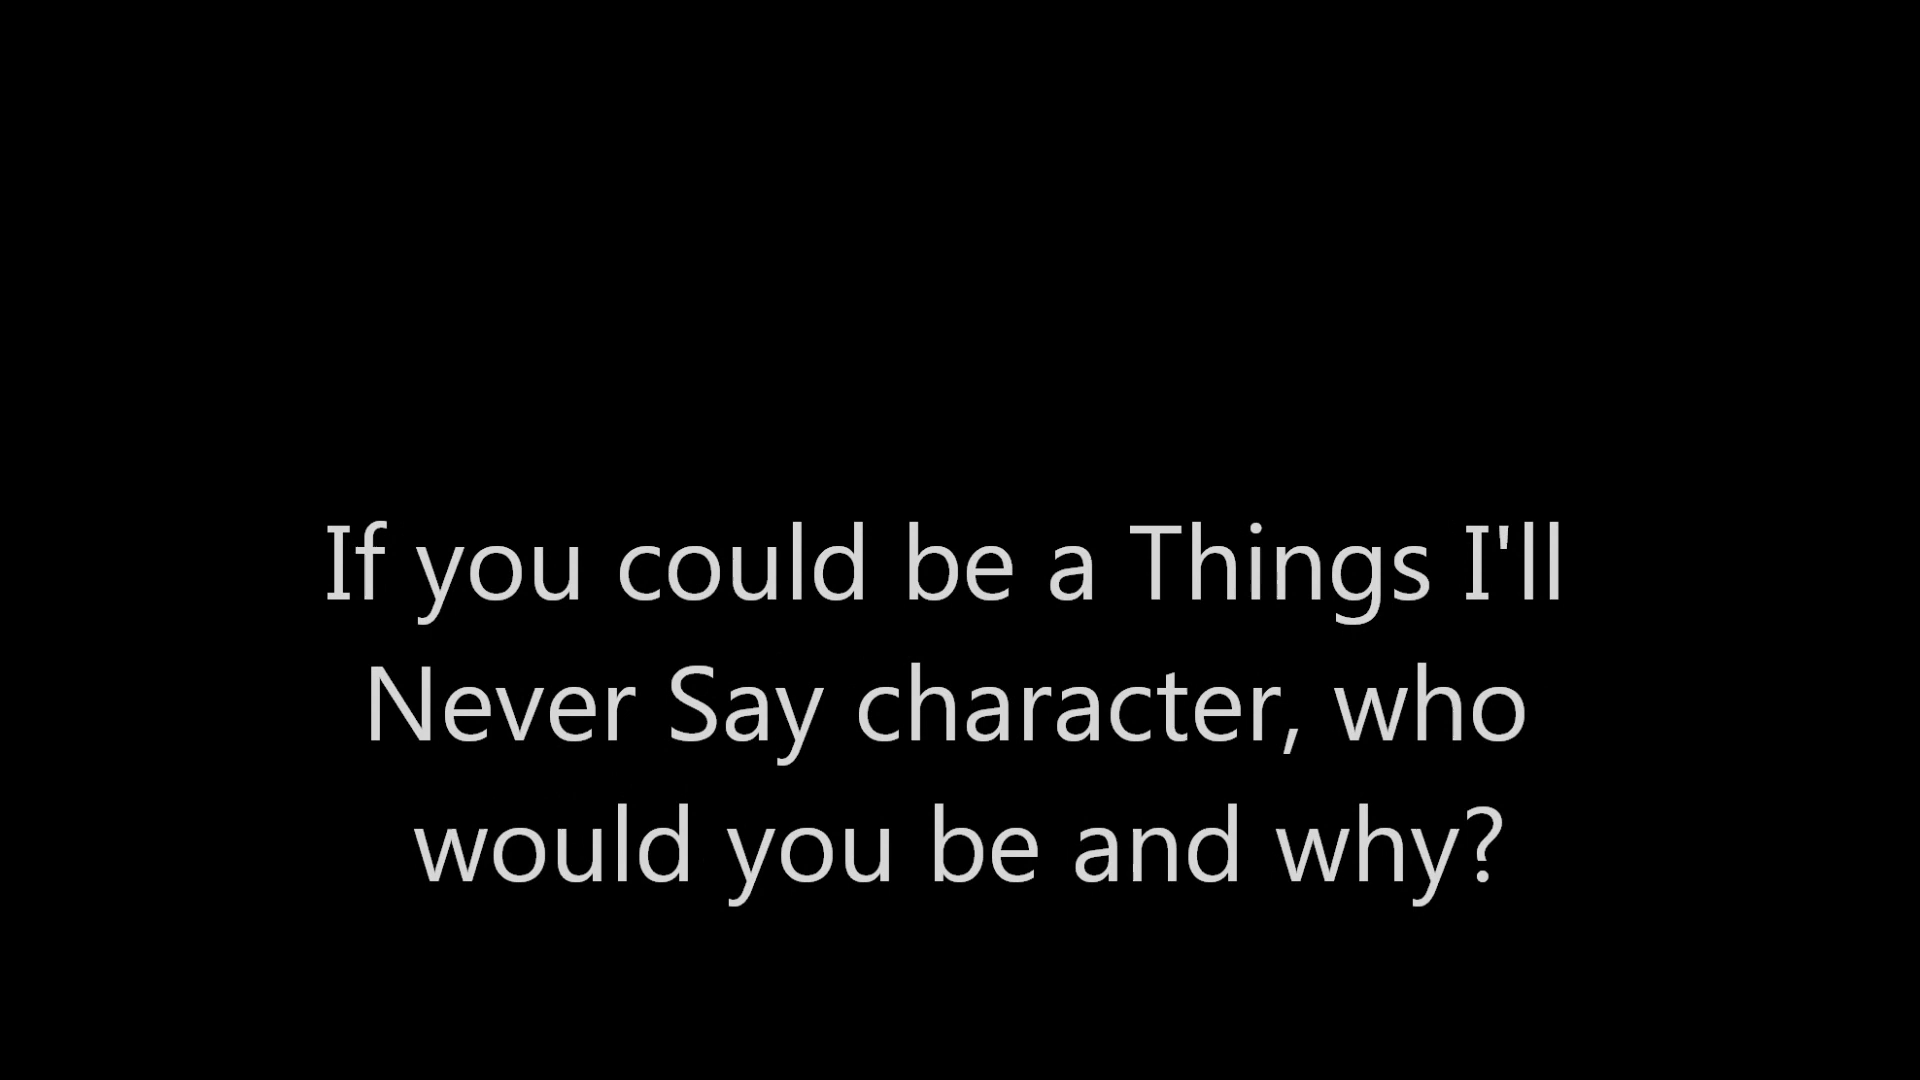 If you could be a Things I'll
Never Say character, who
would you be and why?